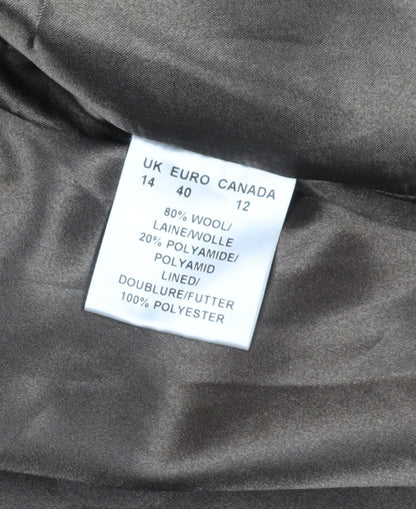 UK EURO CANADA
14 40 12
80% WOOL/
LAINE/WOLLE
20% POLYAMIDE/
POLYAMID
LINED/
DOUBLURE/FUTTER
100% POLYESTER